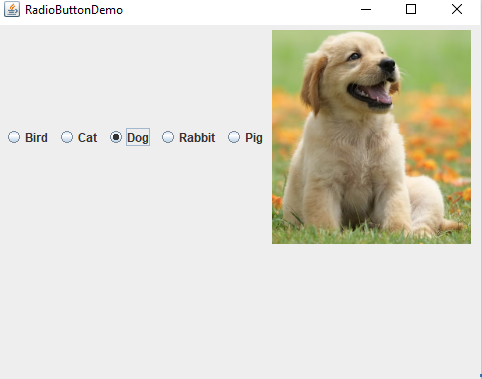 RadioButtonDemo
Bird Cat Dog Rabbit Pig